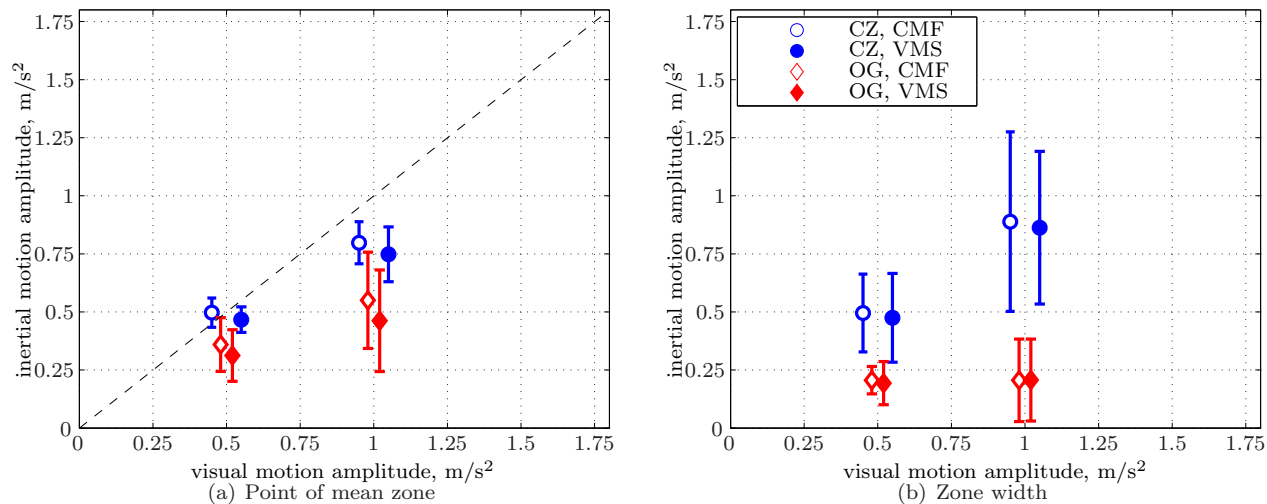 1.75
1.5
1.25
1
0.75
0.5
0.25
0
inertial motion amplitude, m/s²
0 0.25 0.5 0.75 1 1.25 1.5 1.75
visual motion amplitude, m/s²
(a) Point of mean zone
CZ, CMF
CZ, VMS
OG, CMF
OG, VMS
1.75
1.5
1.25
1
0.75
0.5
0.25
0
inertial motion amplitude, m/s²
0 0.25 0.5 0.75 1 1.25 1.5 1.75
visual motion amplitude, m/s²
(b) Zone width